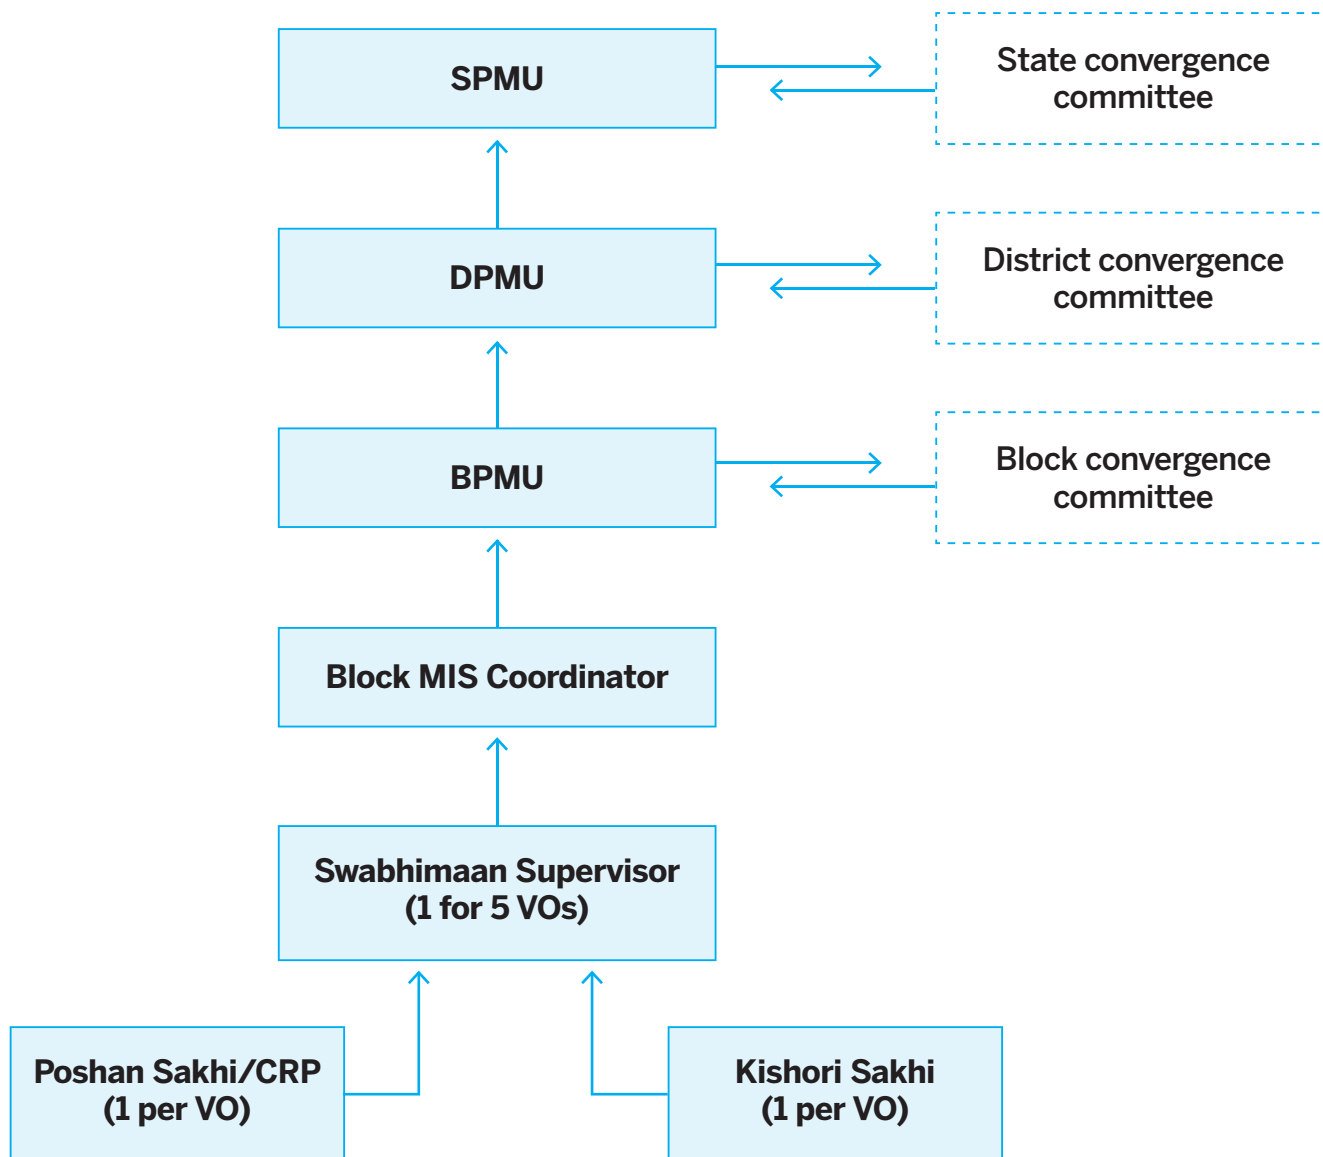 SPMU
State convergence
committee
DPMU
District convergence
committee
BPMU
Block convergence
committee
Block MIS Coordinator
Swabhimaan Supervisor
(1 for 5 VOs)
Poshan Sakhi/CRP
(1 per VO)
Kishori Sakhi
(1 per VO)